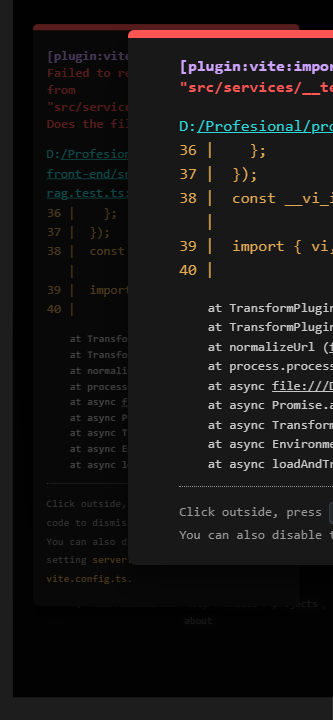 [plugin:vite
Failed to re
from
"src/service
Does the fil
D:/Profesion
front-end/sr
rag.test.ts:
36 |    };
37 |  });
38 |  const
   |
39 |  import
40 |
at Transfo
at Transfo
at normali
at process
at async f
at async P
at async T
at async E
at async l
Click outside,
code to dismis
You can also d
setting server.
vite.config.ts.
[plugin:vite:impor
"src/services/__te
D:/Profesional/pro
36 |    };
37 |  });
38 |  const __vi_i
   |
39 |  import { vi,
40 |
at TransformPlugin
at TransformPlugin
at normalizeUrl (f
at process.process
at async file:///D
at async Promise.a
at async Transform
at async Environme
at async loadAndTr
Click outside, press
You can also disable t
about